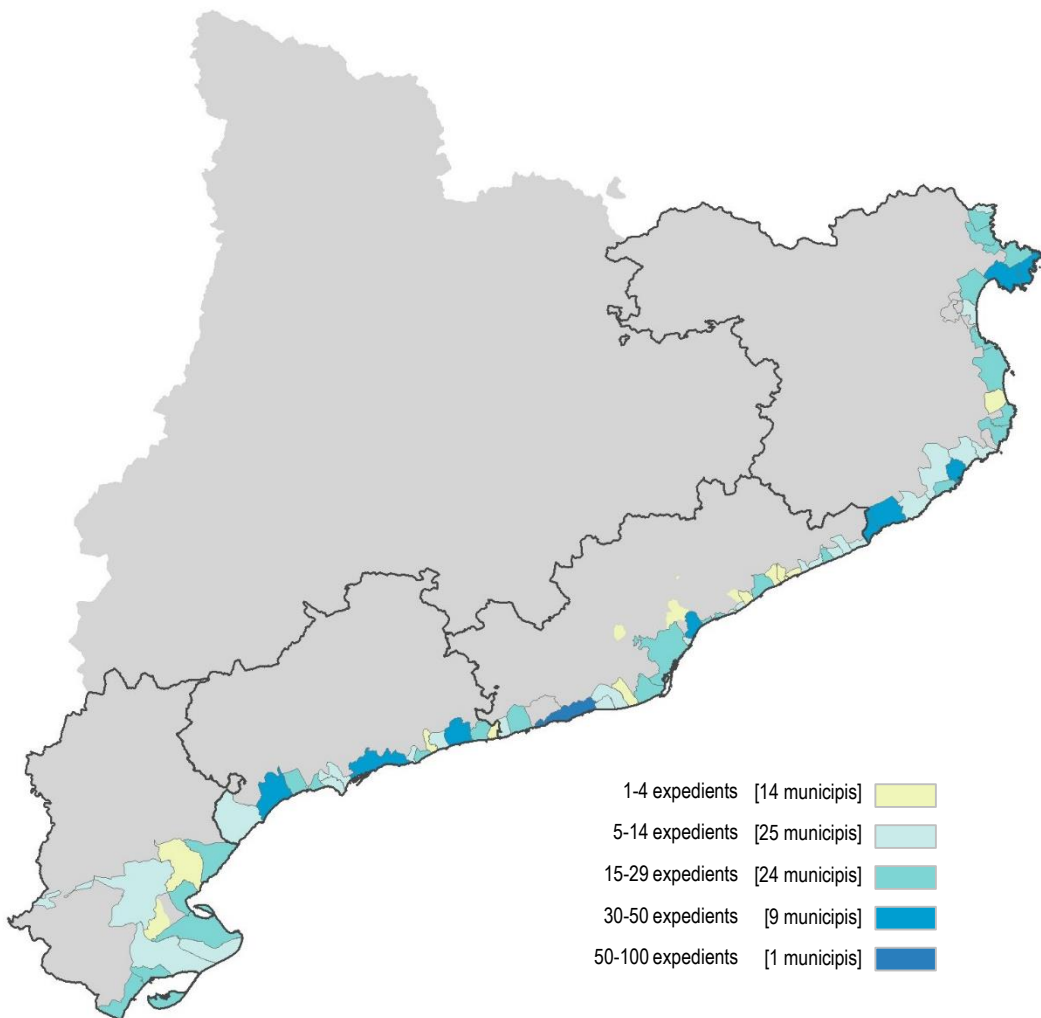 1-4 expedients [14 municipis]
5-14 expedients [25 municipis]
15-29 expedients [24 municipis]
30-50 expedients [9 municipis]
50-100 expedients [1 municipis]